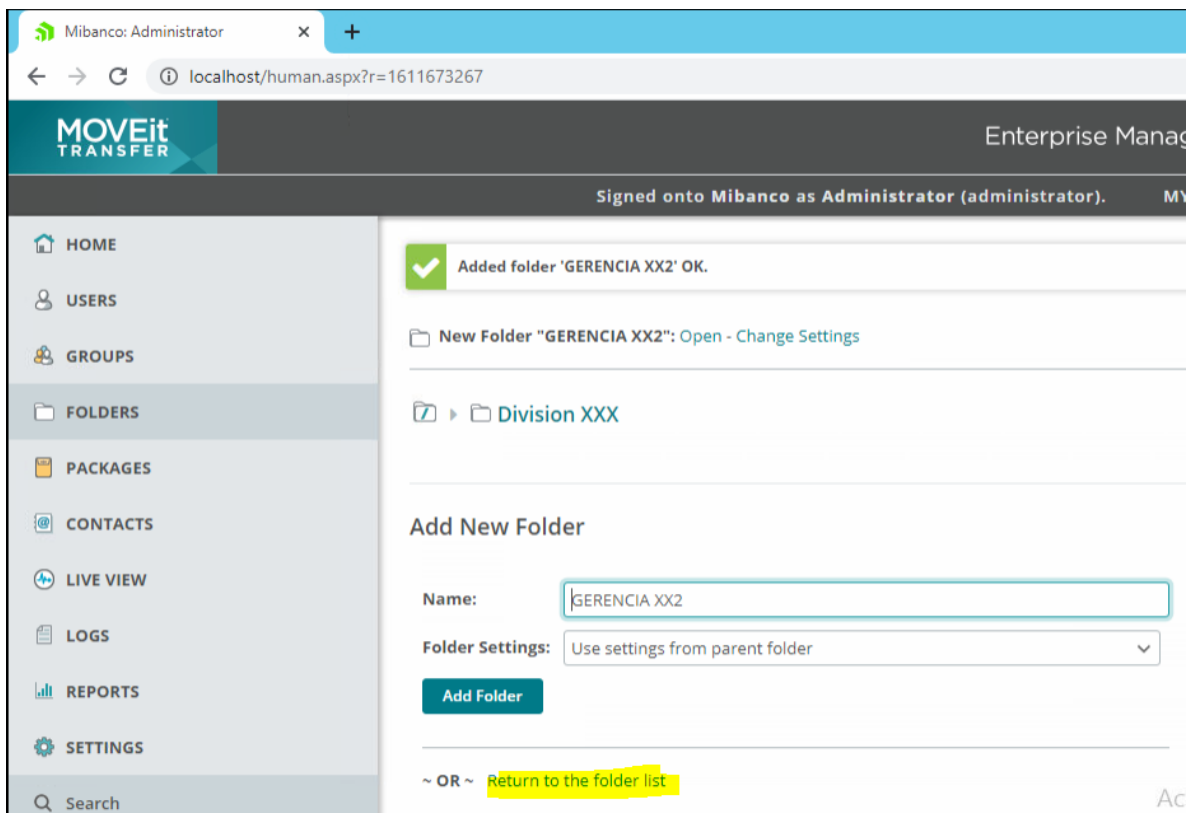 Mibanco: Administrator
localhost/human.aspx?r=1611673267
MOVEit
TRANSFER
Enterprise
Signed onto Mibanco as Administrator (administrator).
HOME
USERS
GROUPS
FOLDERS
PACKAGES
CONTACTS
LIVE VIEW
LOGS
REPORTS
SETTINGS
Search
Added folder 'GERENCIA XX2' OK.
New Folder "GERENCIA XX2": Open - Change Settings
Division XXX
Add New Folder
Name: GERENCIA XX2
Folder Settings: Use settings from parent folder
Add Folder
~ OR ~ Return to the folder list